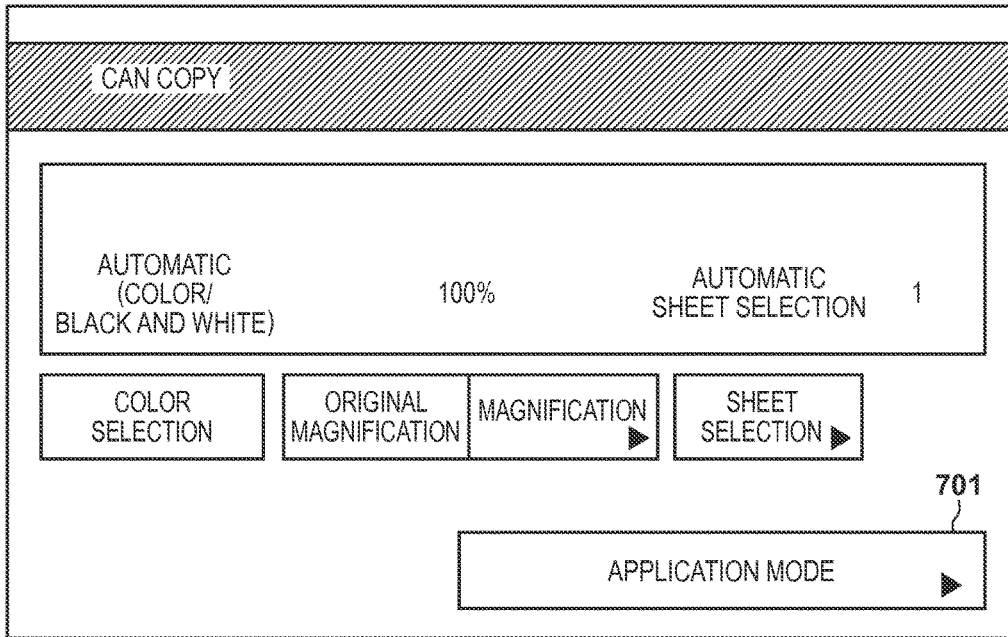 CAN COPY
AUTOMATIC
(COLOR/
BLACK AND WHITE)
100%
AUTOMATIC
SHEET SELECTION
1
COLOR
SELECTION
ORIGINAL
MAGNIFICATION
MAGNIFICATION
SHEET
SELECTION
701
APPLICATION MODE